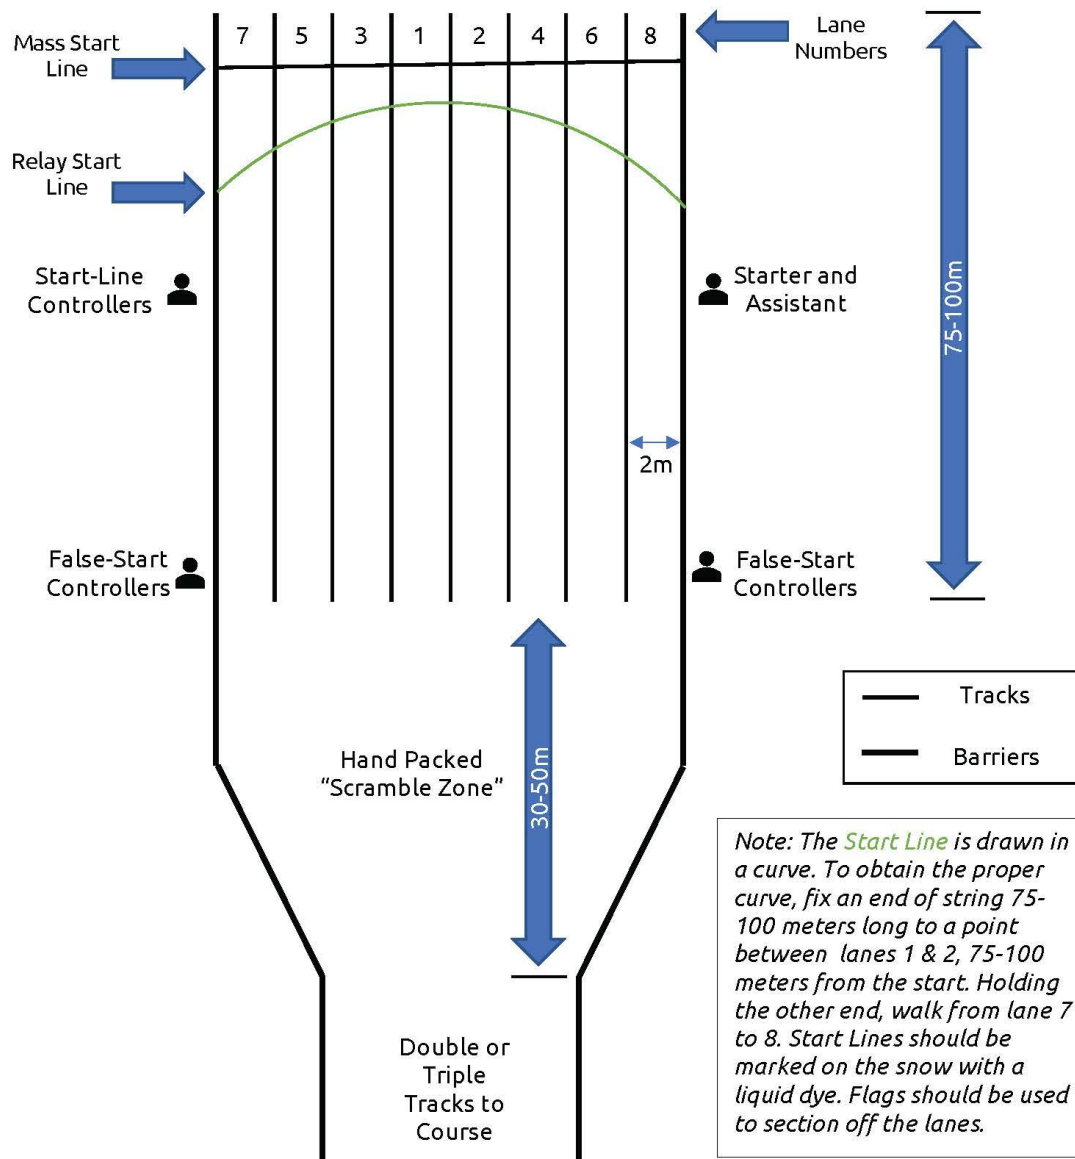 Mass Start
Line
7 5 3 1 2 4 6 8
Lane
Numbers
Relay Start
Line
Start-Line
Controllers
Starter and
Assistant
75-100m
2m
False-Start
Controllers
False-Start
Controllers
Hand Packed
“Scramble Zone”
30-50m
Tracks
Barriers
Double or
Triple
Tracks to
Course
Note: The Start Line is drawn in
a curve. To obtain the proper
curve, fix an end of string 75-
100 meters long to a point
between lanes 1 & 2, 75-100
meters from the start. Holding
the other end, walk from lane 7
to 8. Start Lines should be
marked on the snow with a
liquid dye. Flags should be used
to section off the lanes.